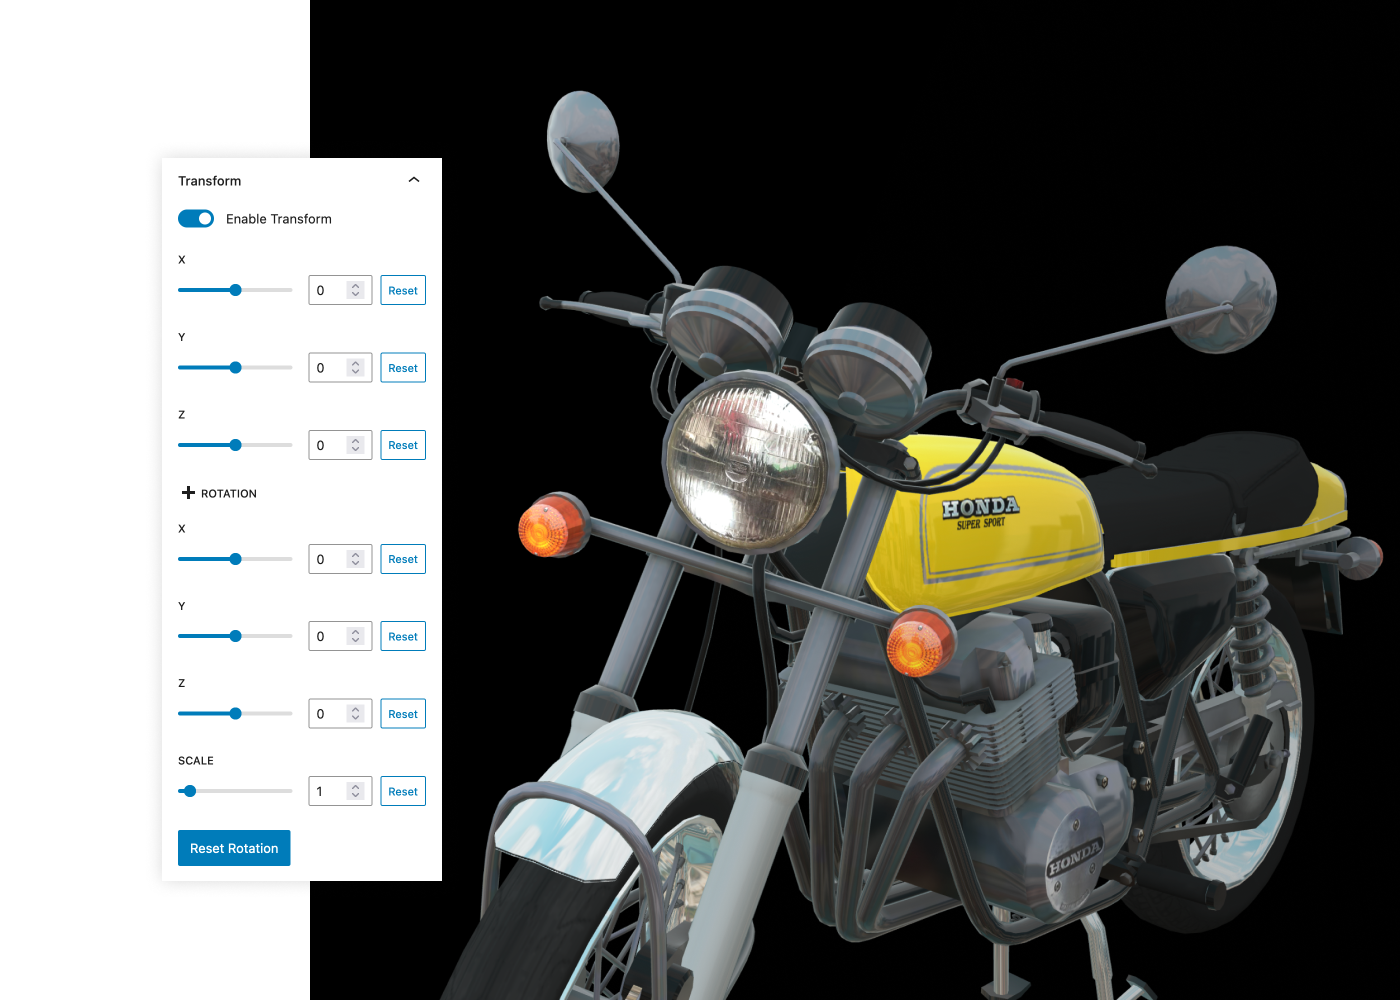 Transform
Enable Transform
X
0
Reset
Y
0
Reset
Z
0
Reset
ROTATION
X
0
Reset
Y
0
Reset
Z
0
Reset
SCALE
1
Reset
Reset Rotation
HONDA
SUPER SPORT
HONDA